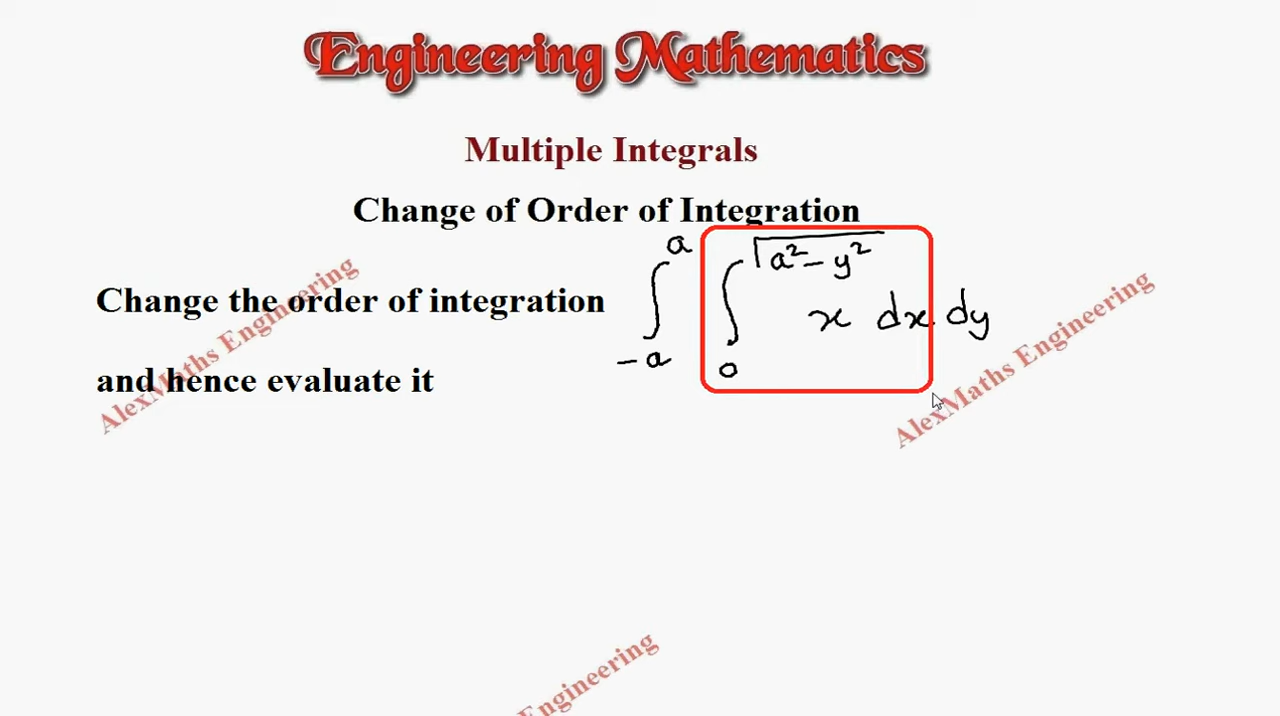 Engineering Mathematics
Multiple Integrals
Change of Order of Integration
Change the order of integration ∫_{-a}^{a} ∫_{0}^{√(a²-y²)} x dx dy
and hence evaluate it
AlexMaths Engineering
AlexMaths Engineering
Engineering